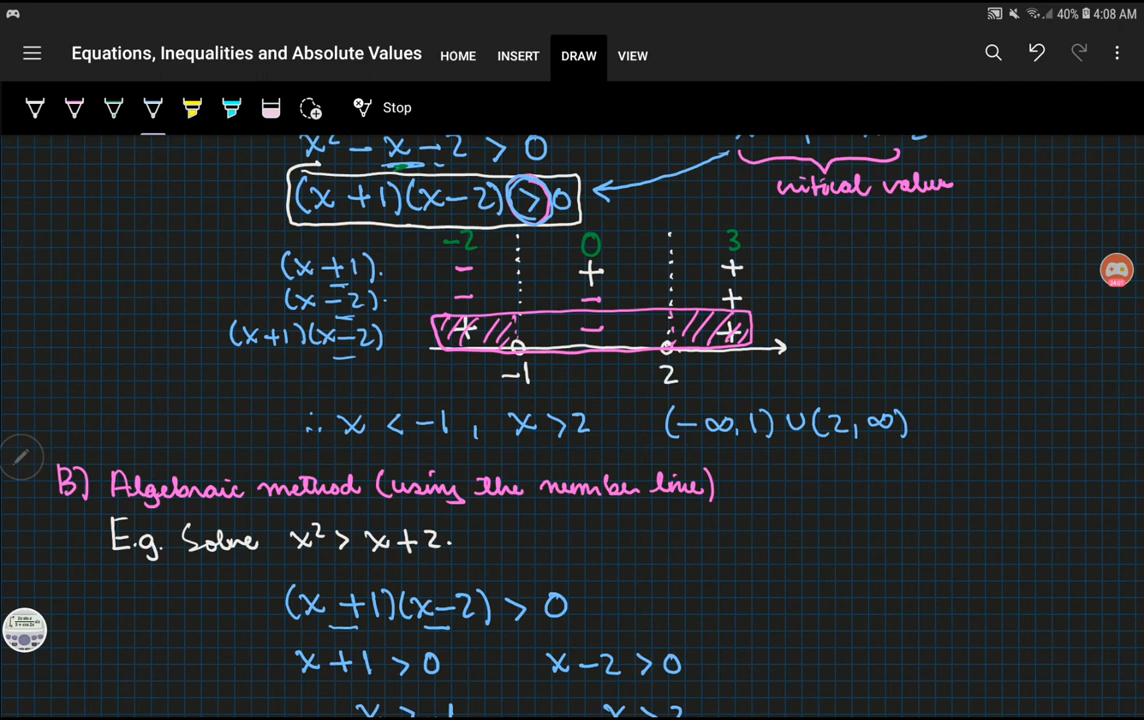 40% 4:08 AM
Equations, Inequalities and Absolute Values HOME INSERT DRAW VIEW
Stop
x² - x - 2 > 0
(x + 1)(x - 2) > 0
critical value
-2 0 3
(x + 1). - + +
(x - 2). - - +
(x+1)(x-2) + - +
-1 2
∴ x < -1, x > 2 (-∞, 1) ∪ (2, ∞)
B) Algebraic method (using the number line)
E.g. Solve x² > x + 2.
(x + 1)(x - 2) > 0
x + 1 > 0 x - 2 > 0
x > -1 x > 2